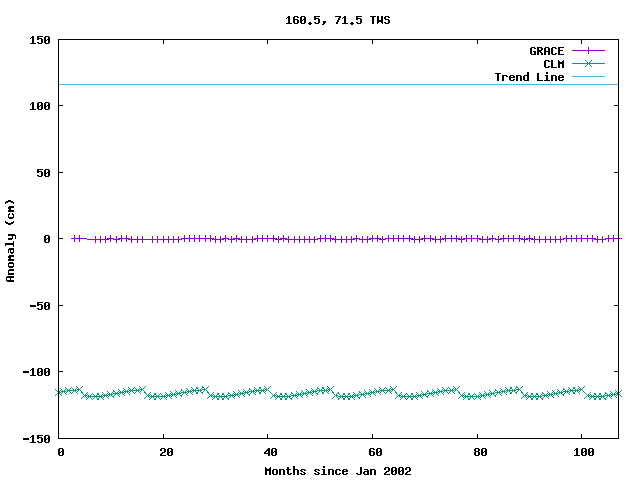 160.5, 71.5 TWS
GRACE
CLM
Trend Line
150
100
50
0
-50
-100
-150
Anomaly (cm)
0 20 40 60 80 100
Months since Jan 2002